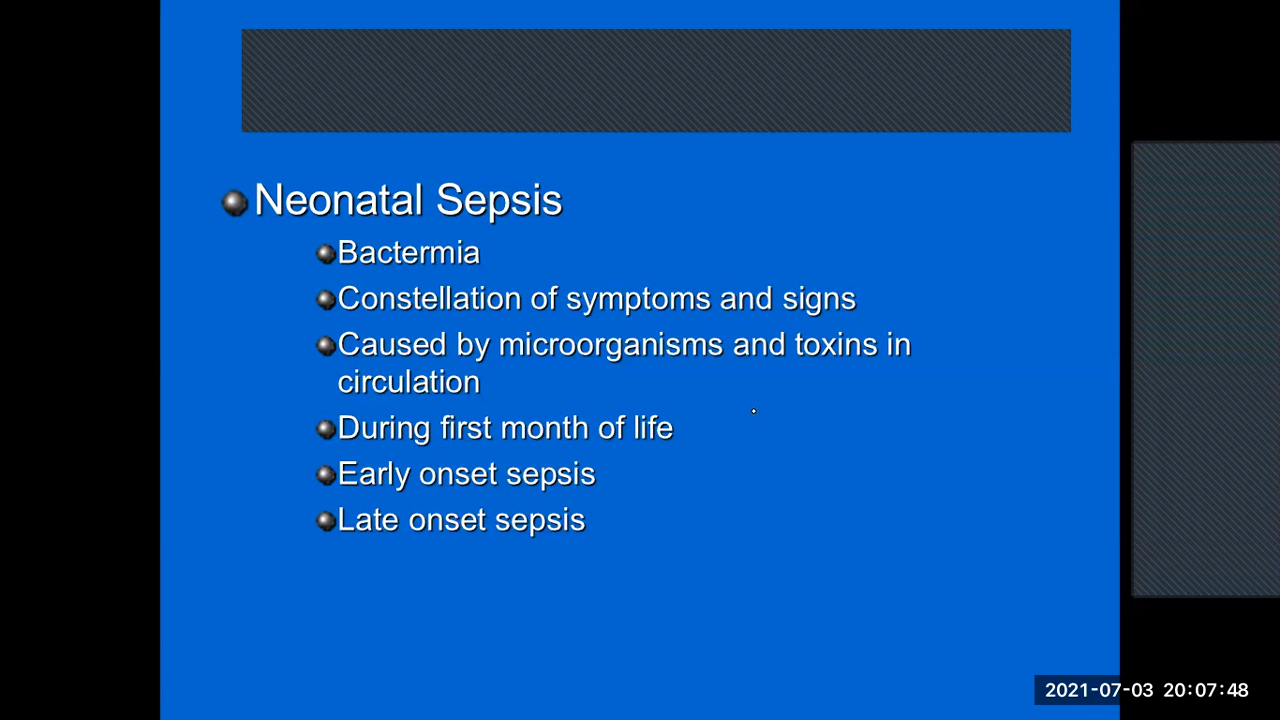 Neonatal Sepsis
Bactermia
Constellation of symptoms and signs
Caused by microorganisms and toxins in
circulation
During first month of life
Early onset sepsis
Late onset sepsis
2021-07-03 20:07:48